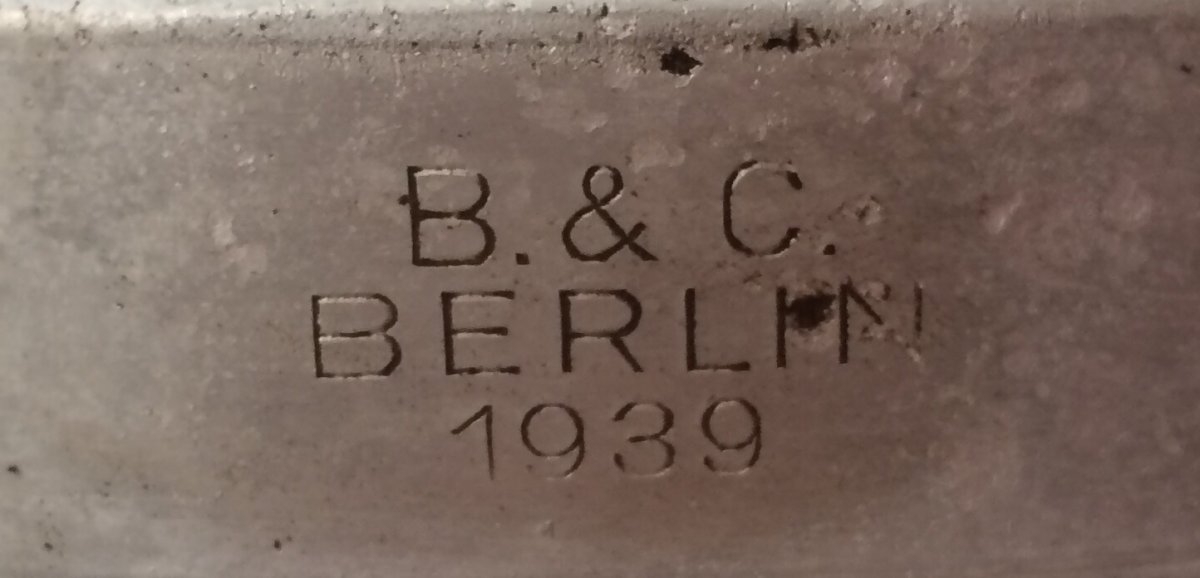 B. & C.
BERLIN
1939